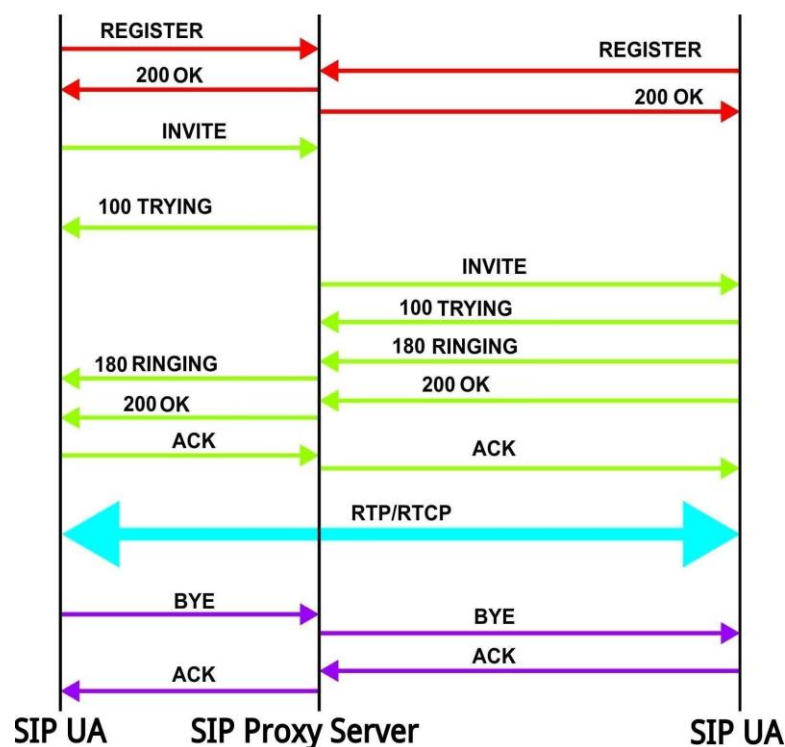 REGISTER
REGISTER
200 OK
200 OK
INVITE
100 TRYING
INVITE
100 TRYING
180 RINGING
180 RINGING
200 OK
200 OK
ACK
ACK
RTP/RTCP
BYE
BYE
ACK
ACK
SIP UA SIP Proxy Server SIP UA